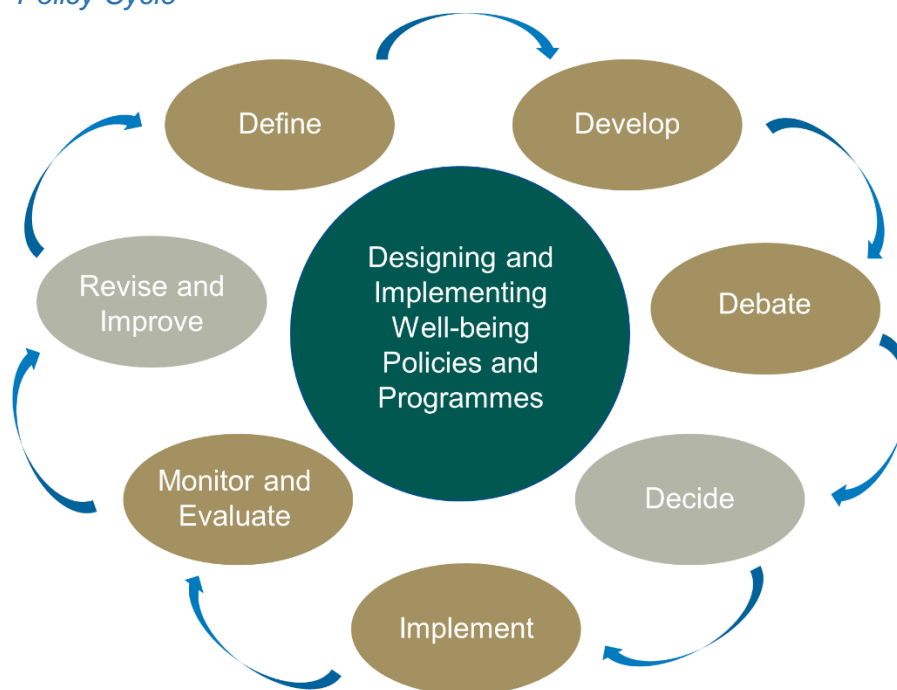 Policy Cycle
Define
Develop
Debate
Decide
Implement
Monitor and
Evaluate
Revise and
Improve
Designing and
Implementing
Well-being
Policies and
Programmes